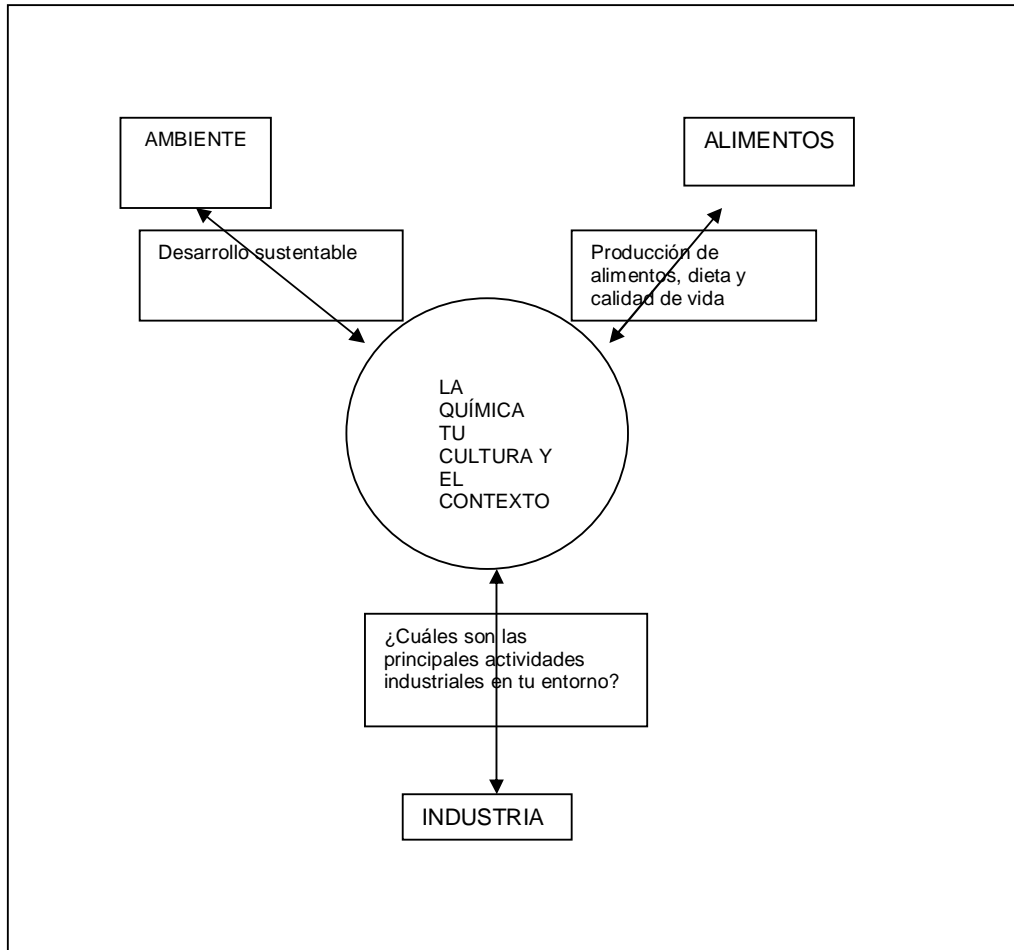 AMBIENTE
ALIMENTOS
Desarrollo sustentable
Producción de
alimentos, dieta y
calidad de vida
LA
QUÍMICA
TU
CULTURA Y
EL
CONTEXTO
¿Cuáles son las
principales actividades
industriales en tu entorno?
INDUSTRIA